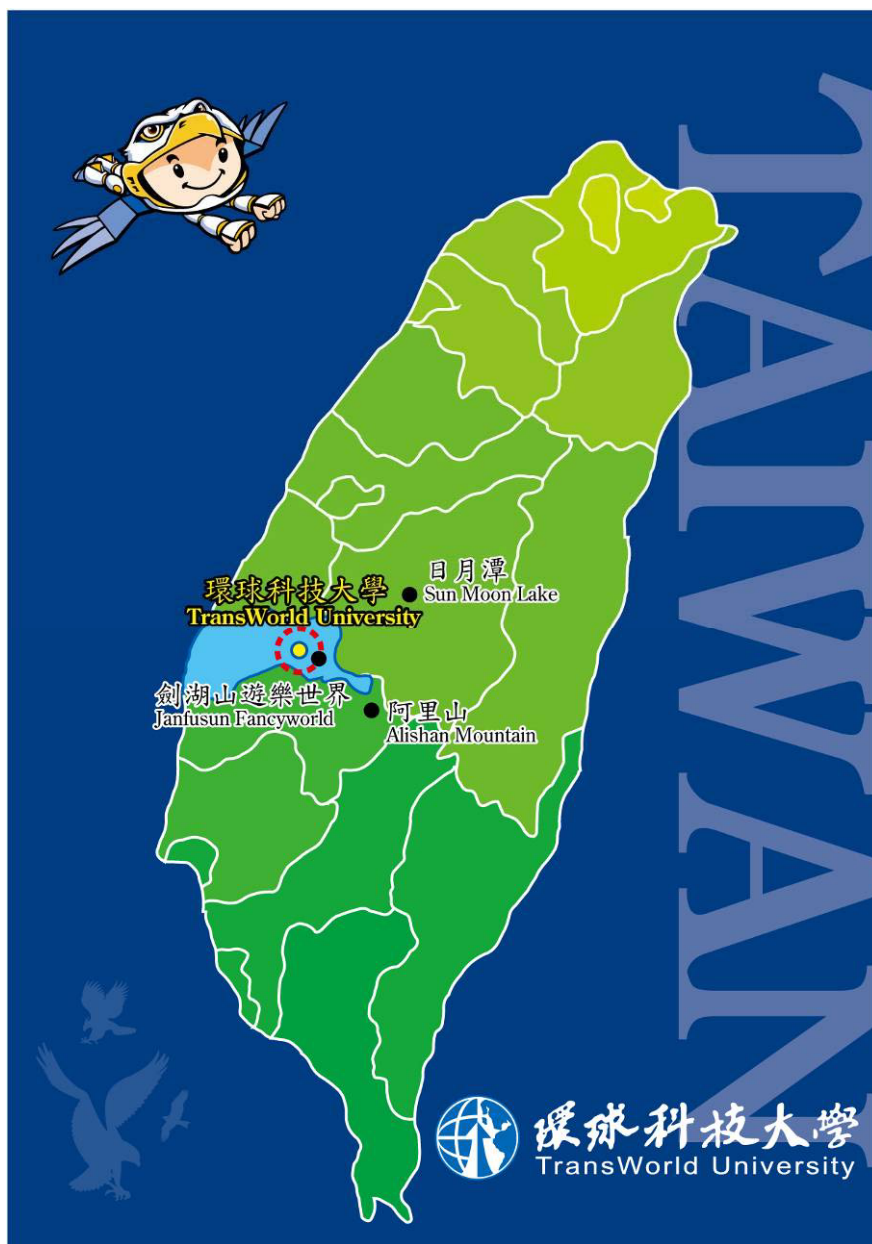 TAIWAN
日月潭
Sun Moon Lake
環球科技大學
TransWorld University
劍湖山遊樂世界
Janfusun Fancyworld
阿里山
Alishan Mountain
環球科技大學
TransWorld University